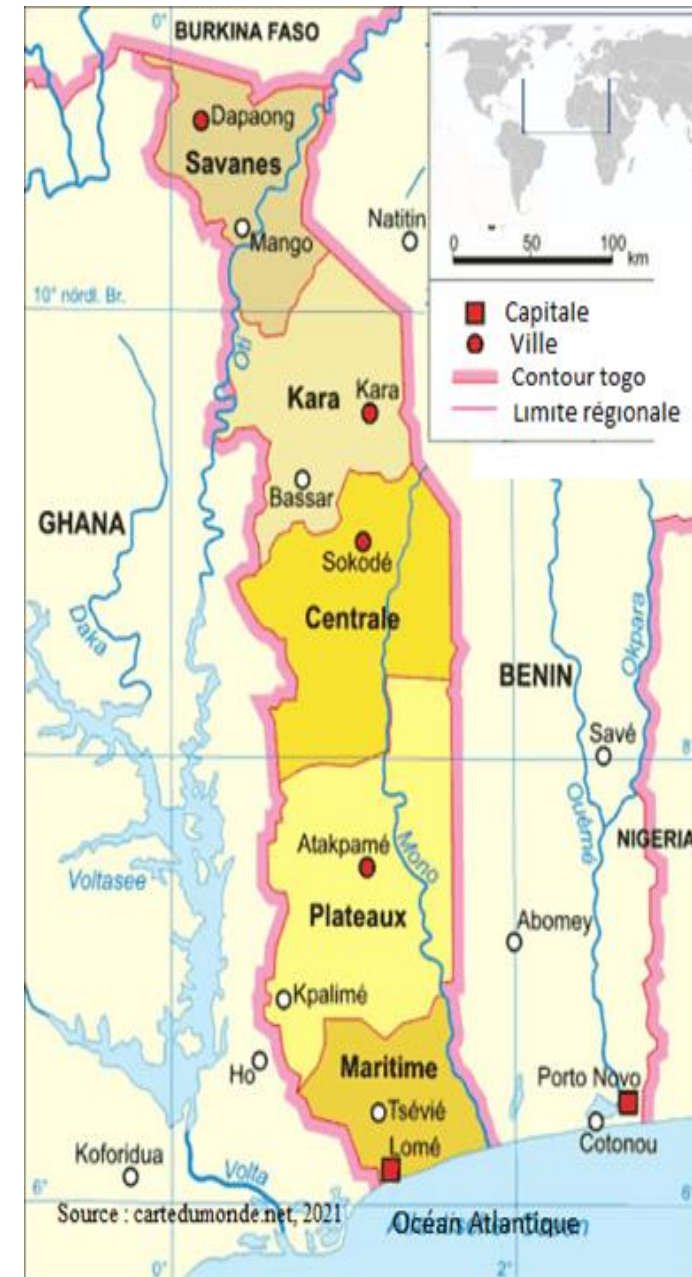 0°
BURKINA FASO
Dapaong
Savanes
Natitin
Mango
0 50 100
km
10° nördl. Br.
Capitale
Ville
Contour togo
Limite régionale
Oti
Kara
Kara
Bassar
GHANA
Sokodé
Daka
Centrale
Okpara
BENIN
Savé
8
Ouémé
Mono
NIGERIA
Atakpamé
Voltasee
Plateaux
Abomey
Kpalimé
Ho
Maritime
Porto Novo
Tsévié
Cotonou
Koforidua
Lomé
Volta
6°
6
Source : cartedumonde.net, 2021
Océan Atlantique
0°
2°